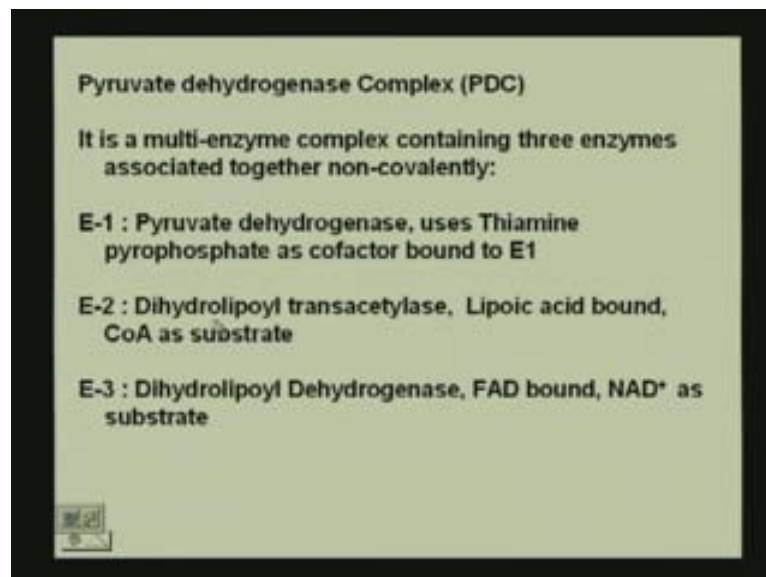 Pyruvate dehydrogenase Complex (PDC)
It is a multi-enzyme complex containing three enzymes
associated together non-covalently:
E-1 : Pyruvate dehydrogenase, uses Thiamine
pyrophosphate as cofactor bound to E1
E-2 : Dihydrolipoyl transacetylase, Lipoic acid bound,
CoA as substrate
E-3 : Dihydrolipoyl Dehydrogenase, FAD bound, NAD⁺ as
substrate